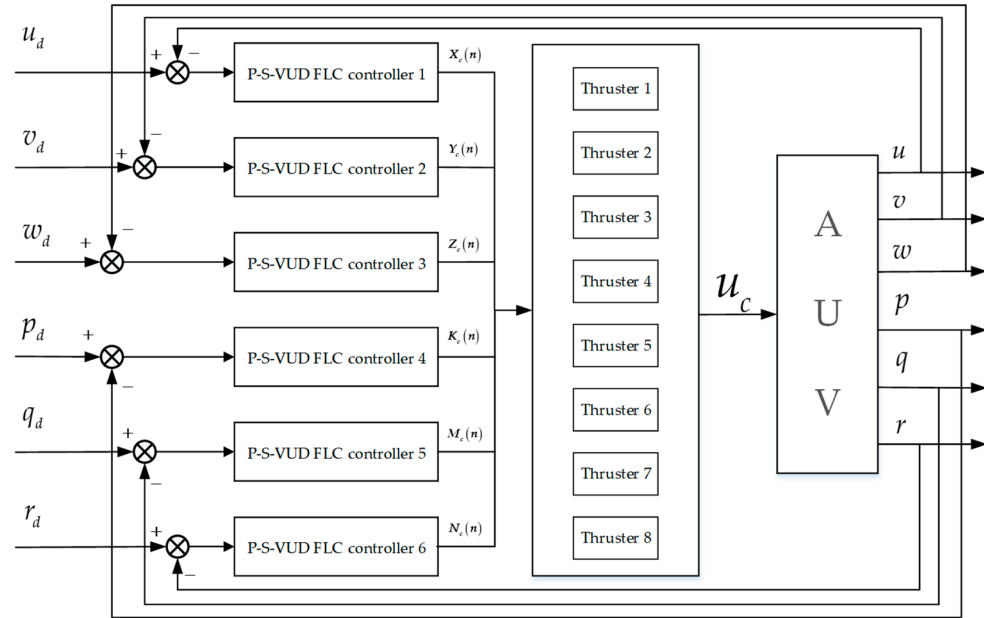 u_d
+
−
P-S-VUD FLC controller 1
X_c(n)
v_d
+
−
P-S-VUD FLC controller 2
Y_c(n)
w_d
+
−
P-S-VUD FLC controller 3
Z_c(n)
p_d
+
−
P-S-VUD FLC controller 4
K_c(n)
q_d
+
−
P-S-VUD FLC controller 5
M_c(n)
r_d
+
−
P-S-VUD FLC controller 6
N_c(n)
Thruster 1
Thruster 2
Thruster 3
Thruster 4
Thruster 5
Thruster 6
Thruster 7
Thruster 8
u_c
A
U
V
u
v
w
p
q
r